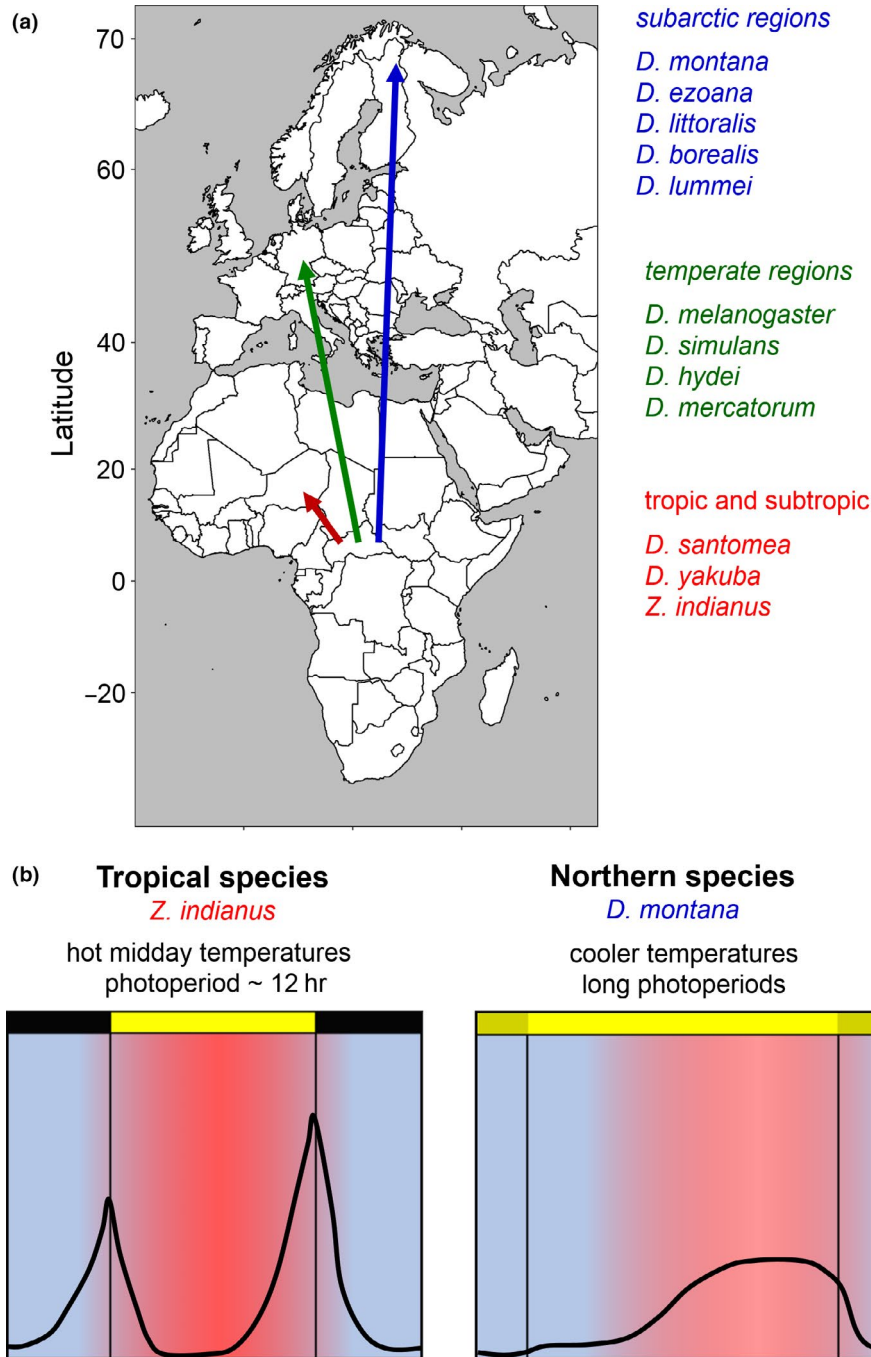 (a)
70
60
40
20
0
−20
Latitude
subarctic regions
D. montana
D. ezoana
D. littoralis
D. borealis
D. lummei
temperate regions
D. melanogaster
D. simulans
D. hydei
D. mercatorum
tropic and subtropic
D. santomea
D. yakuba
Z. indianus
(b)
Tropical species
Z. indianus
hot midday temperatures
photoperiod ~ 12 hr
Northern species
D. montana
cooler temperatures
long photoperiods